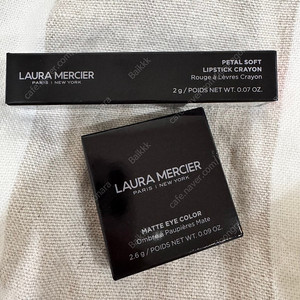 LAURA MERCIER
PARIS | NEW YORK
PETAL SOFT
LIPSTICK CRAYON
Rouge à Lèvres Crayon
2 g / POIDS NET WT. 0.07 OZ.
LAURA MERCIER
PARIS | NEW YORK
MATTE EYE COLOR
Ombre à Paupières Mate
2.6 g / POIDS NET WT. 0.09 OZ.